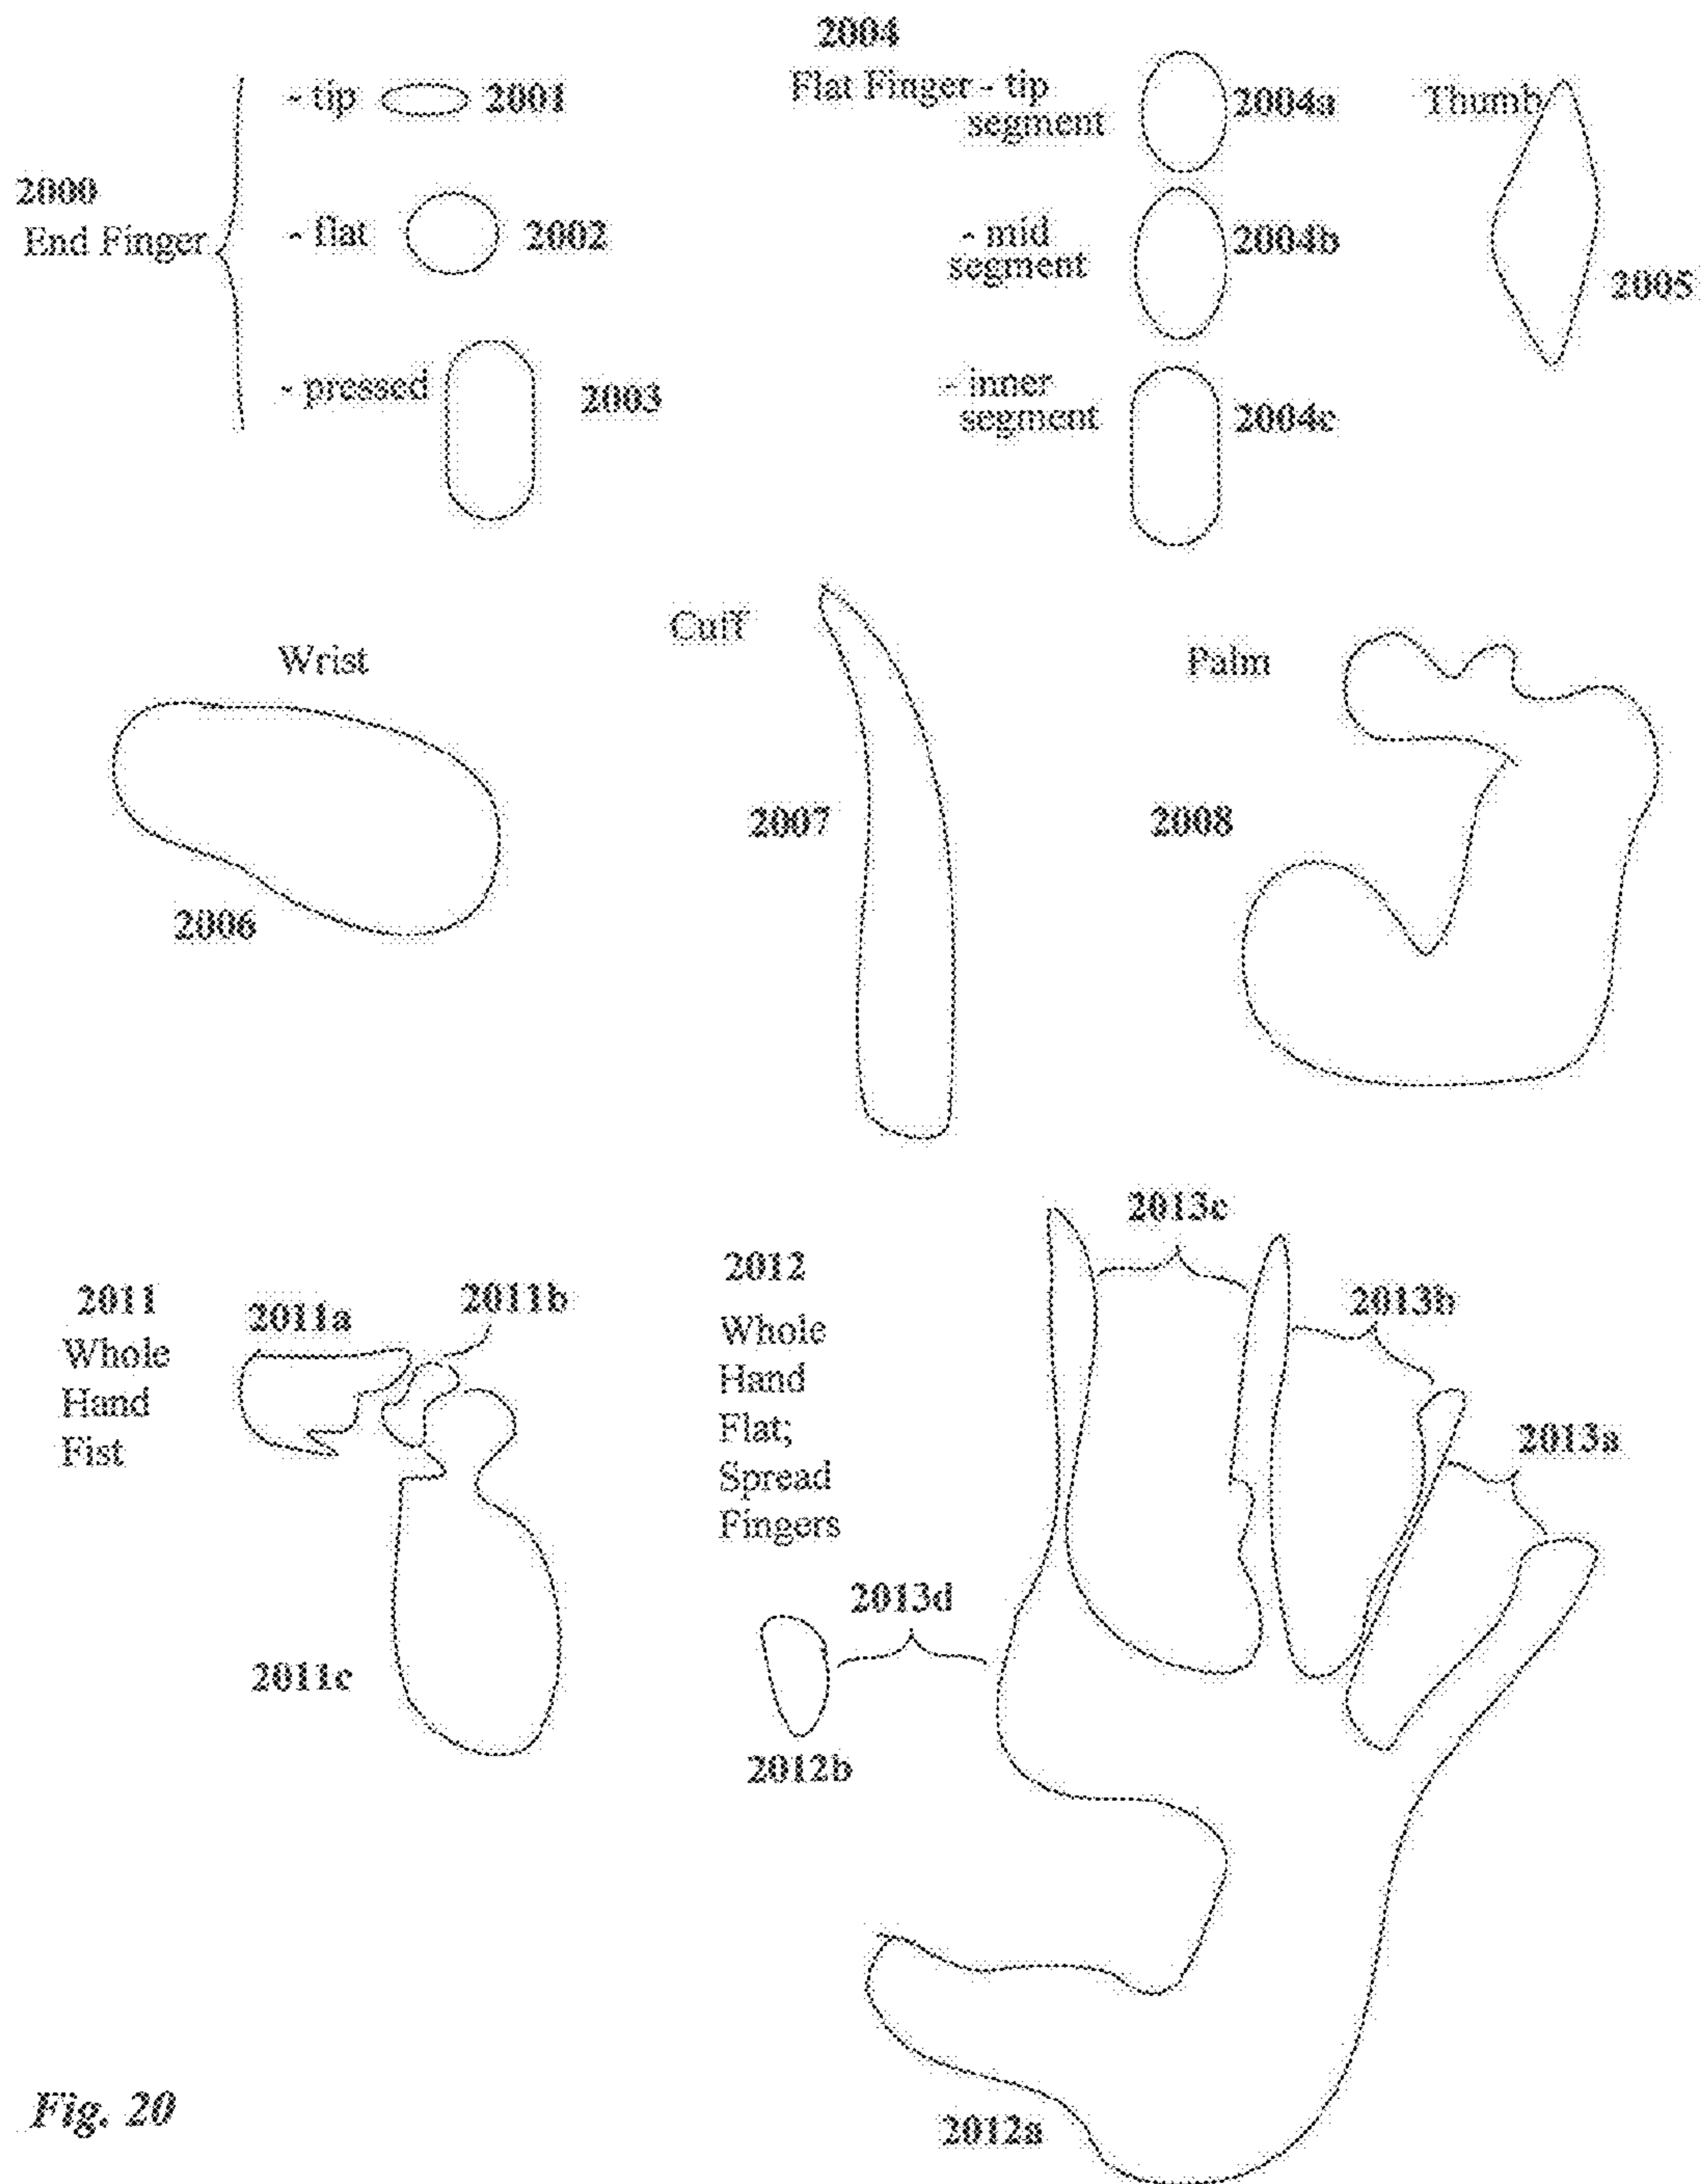 2000
End Finger
- tip 2001
- flat 2002
- pressed 2003
2004
Flat Finger - tip
segment
2004a
- mid
segment
2004b
- inner
segment
2004c
Thumb
2005
Wrist
2006
Cuff
2007
Palm
2008
2011
Whole
Hand
Fist
2011a
2011b
2011c
2012
Whole
Hand
Flat;
Spread
Fingers
2013c
2013b
2013a
2013d
2012b
2012a
Fig. 20